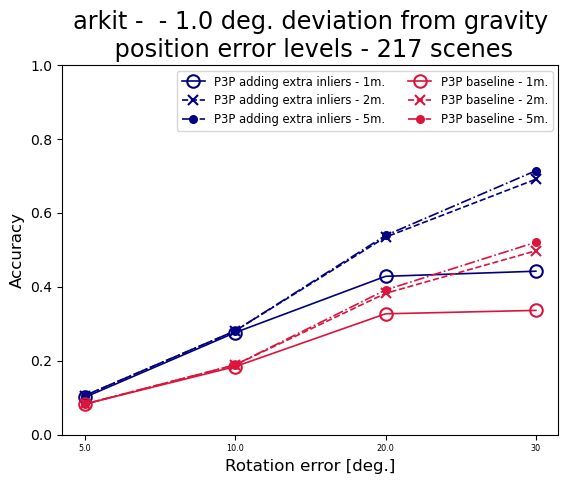 arkit -  - 1.0 deg. deviation from gravity
position error levels - 217 scenes
P3P adding extra inliers - 1m.
P3P adding extra inliers - 2m.
P3P adding extra inliers - 5m.
P3P baseline - 1m.
P3P baseline - 2m.
P3P baseline - 5m.
Accuracy
1.0
0.8
0.6
0.4
0.2
0.0
5.0 10.0 20.0 30
Rotation error [deg.]